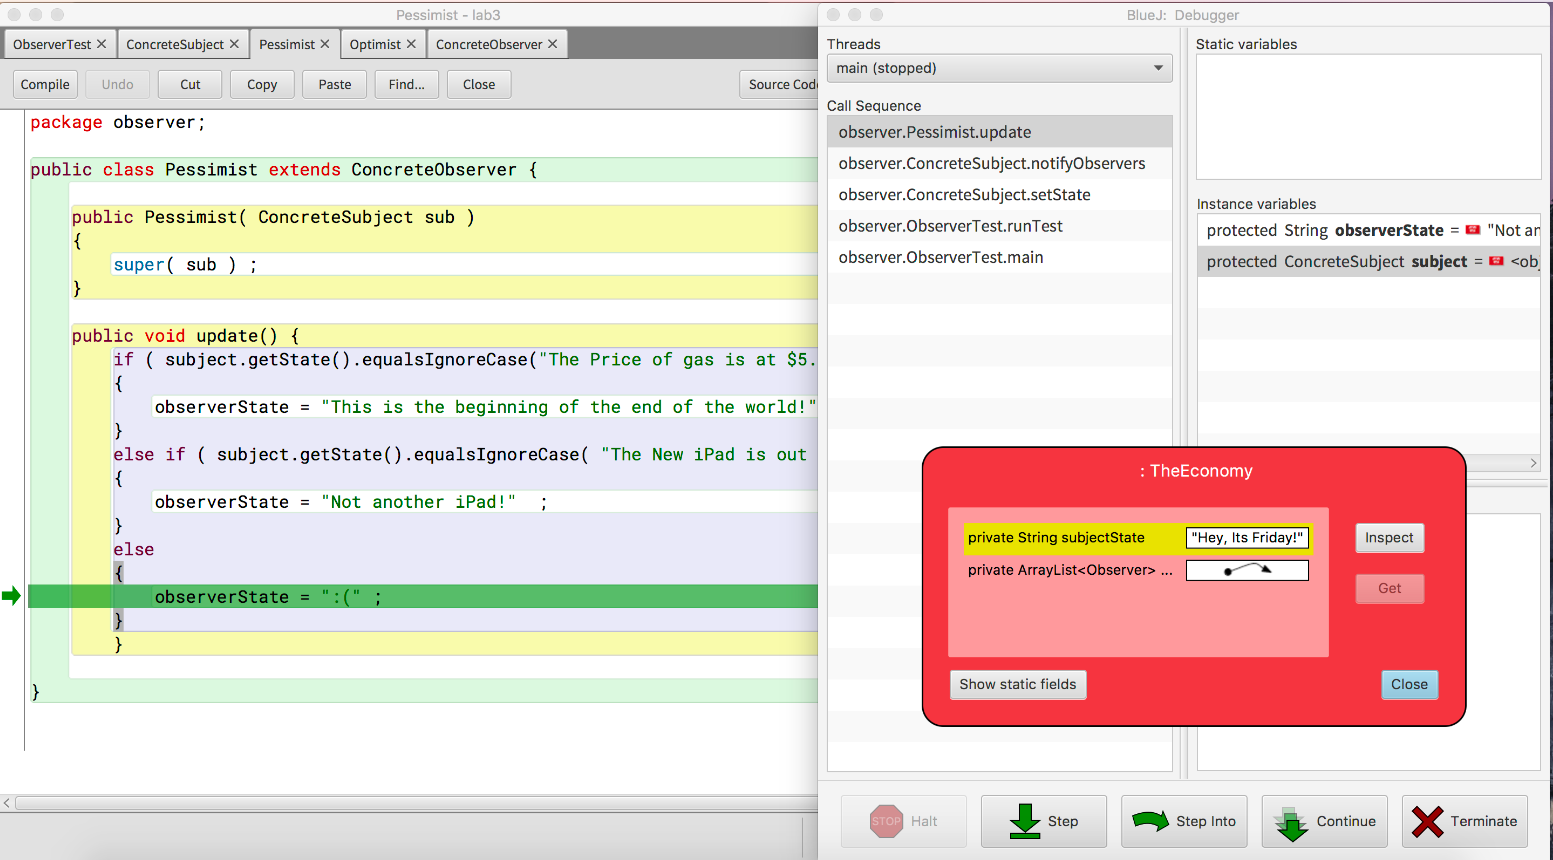 Pessimist - lab3
ObserverTest
ConcreteSubject
Pessimist
Optimist
ConcreteObserver
Compile
Undo
Cut
Copy
Paste
Find...
Close
Source Cod
package observer;
public class Pessimist extends ConcreteObserver {
public Pessimist( ConcreteSubject sub )
{
super( sub ) ;
}
public void update() {
if ( subject.getState().equalsIgnoreCase("The Price of gas is at $5.
{
observerState = "This is the beginning of the end of the world!"
}
else if ( subject.getState().equalsIgnoreCase( "The New iPad is out
{
observerState = "Not another iPad!"  ;
}
else
{
observerState = ":(" ;
}
}
}
BlueJ:  Debugger
Threads
main (stopped)
Call Sequence
observer.Pessimist.update
observer.ConcreteSubject.notifyObservers
observer.ConcreteSubject.setState
observer.ObserverTest.runTest
observer.ObserverTest.main
Static variables
Instance variables
protected String observerState = "Not an
protected ConcreteSubject subject = <obj
: TheEconomy
private String subjectState "Hey, Its Friday!"
private ArrayList<Observer> ...
Inspect
Get
Show static fields
Close
STOP Halt
Step
Step Into
Continue
Terminate